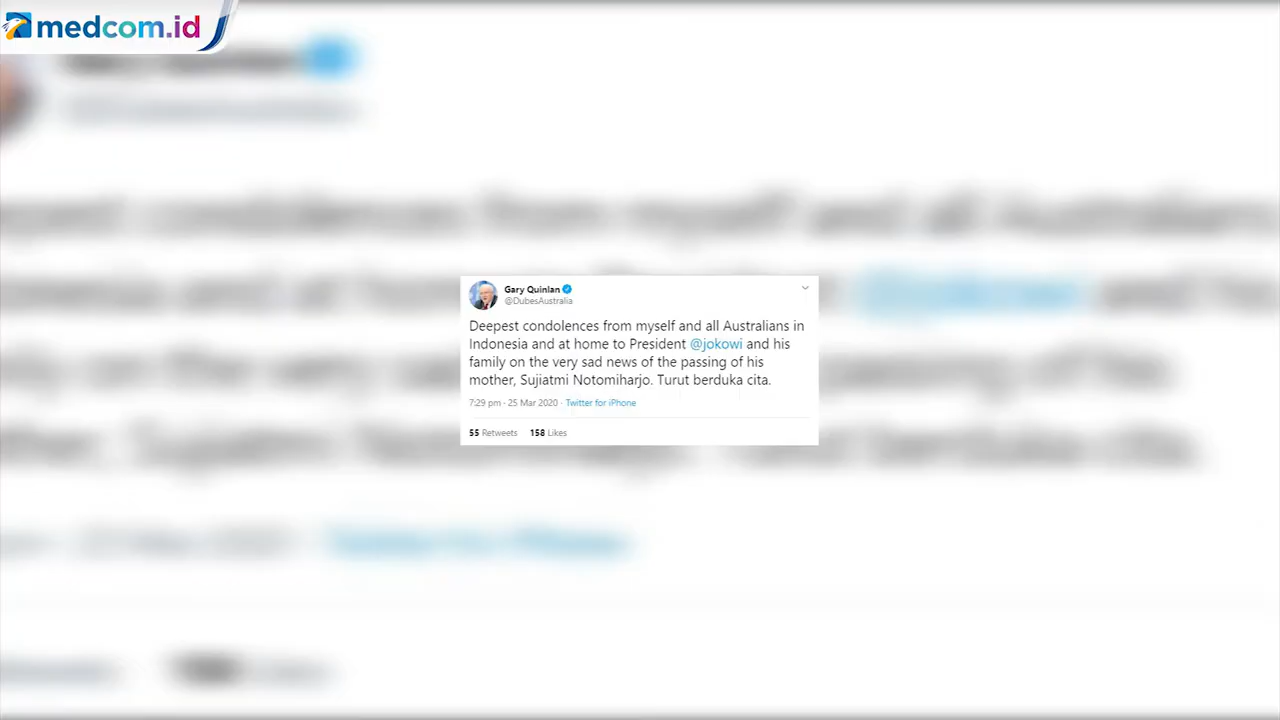 medcom.id
Gary Quinlan
@DubesAustralia
Deepest condolences from myself and all Australians in
Indonesia and at home to President @jokowi and his
family on the very sad news of the passing of his
mother, Sujiatmi Notomiharjo. Turut berduka cita.
7:29 pm · 25 Mar 2020 · Twitter for iPhone
55 Retweets 158 Likes